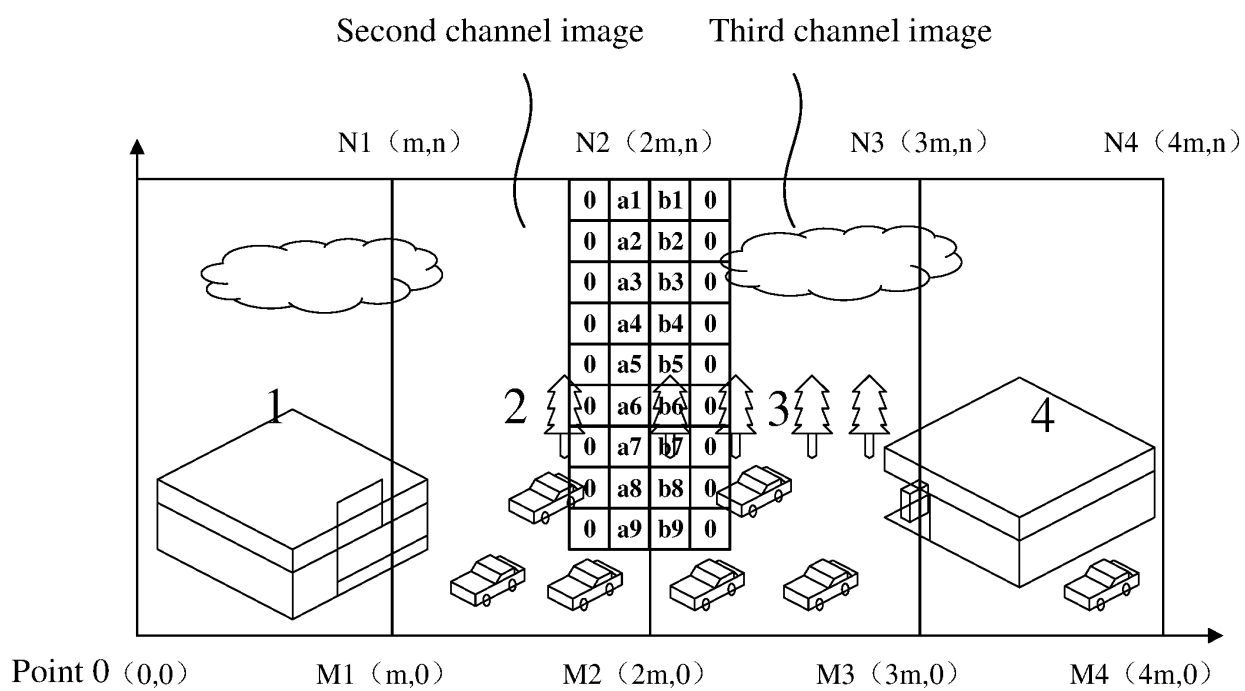 Second channel image Third channel image
N1（m,n） N2（2m,n） N3（3m,n） N4（4m,n）
0 a1 b1 0
0 a2 b2 0
0 a3 b3 0
0 a4 b4 0
0 a5 b5 0
1 2 0 a6 b6 0 3 4
0 a7 b7 0
0 a8 b8 0
0 a9 b9 0
Point 0（0,0） M1（m,0） M2（2m,0） M3（3m,0） M4（4m,0）